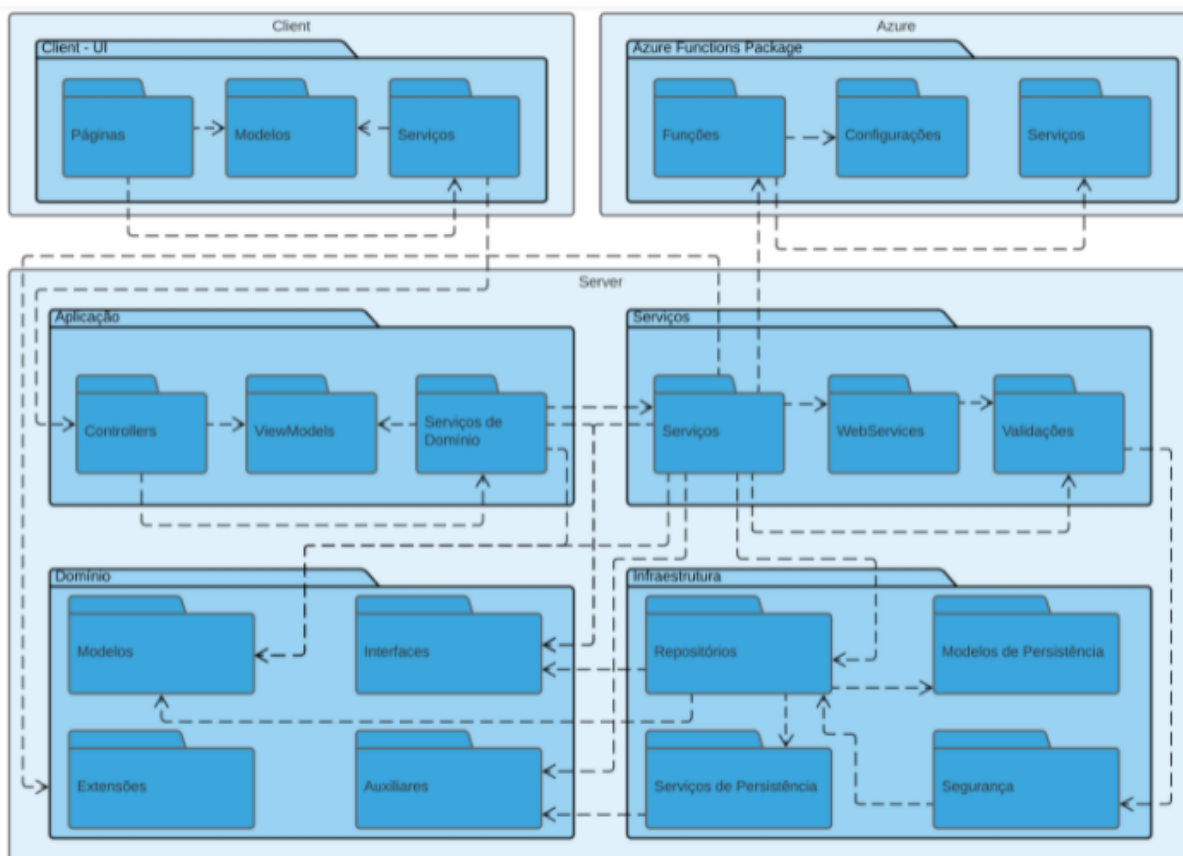 Client
Client - UI
Páginas
Modelos
Serviços
Azure
Azure Functions Package
Funções
Configurações
Serviços
Server
Aplicação
Controllers
ViewModels
Serviços de
Domínio
Serviços
Serviços
WebServices
Validações
Domínio
Modelos
Interfaces
Extensões
Auxiliares
Infraestrutura
Repositórios
Modelos de Persistência
Serviços de Persistência
Segurança